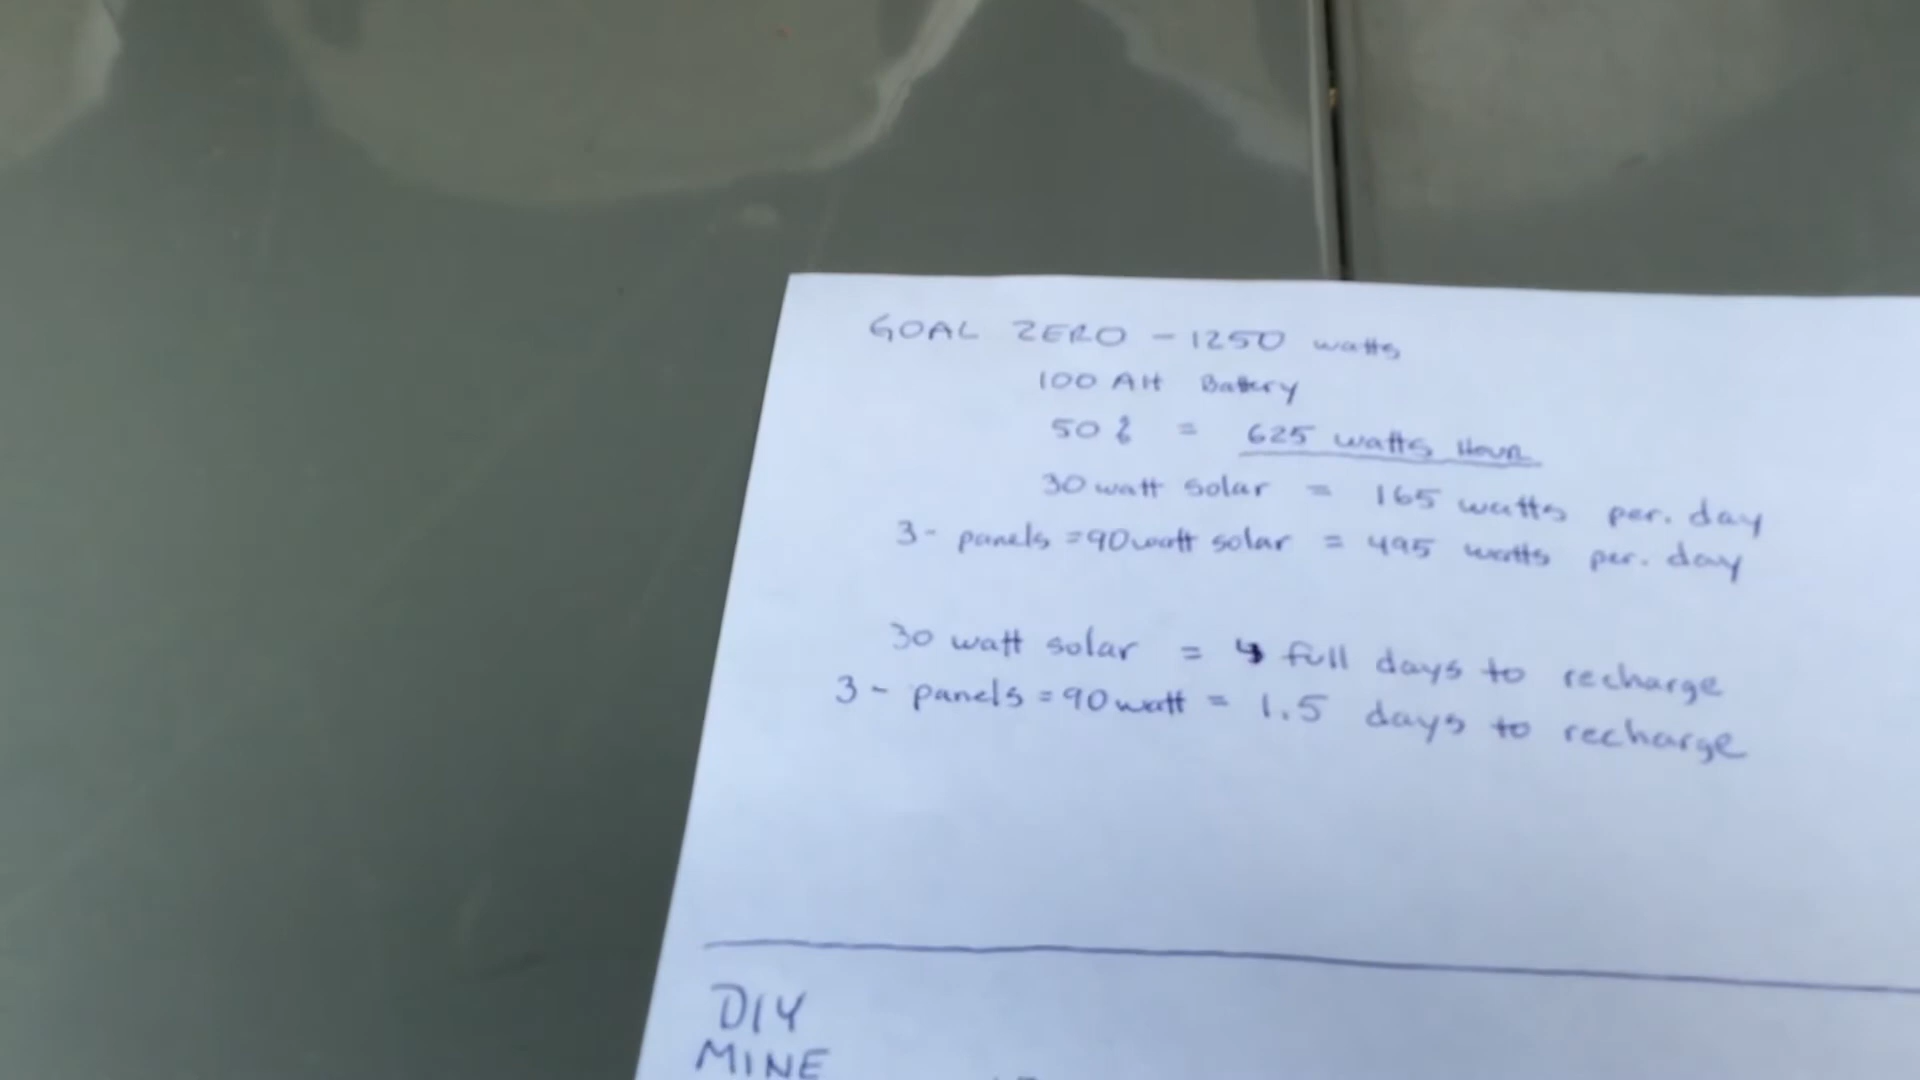 GOAL ZERO - 1250 watts
100 AH Battery
50 % = 625 watts Hour
30 watt solar = 165 watts per. day
3- panels = 90 watt solar = 495 watts per. day
30 watt solar = 4 full days to recharge
3 - panels = 90 watt = 1.5 days to recharge
DIY
MINE